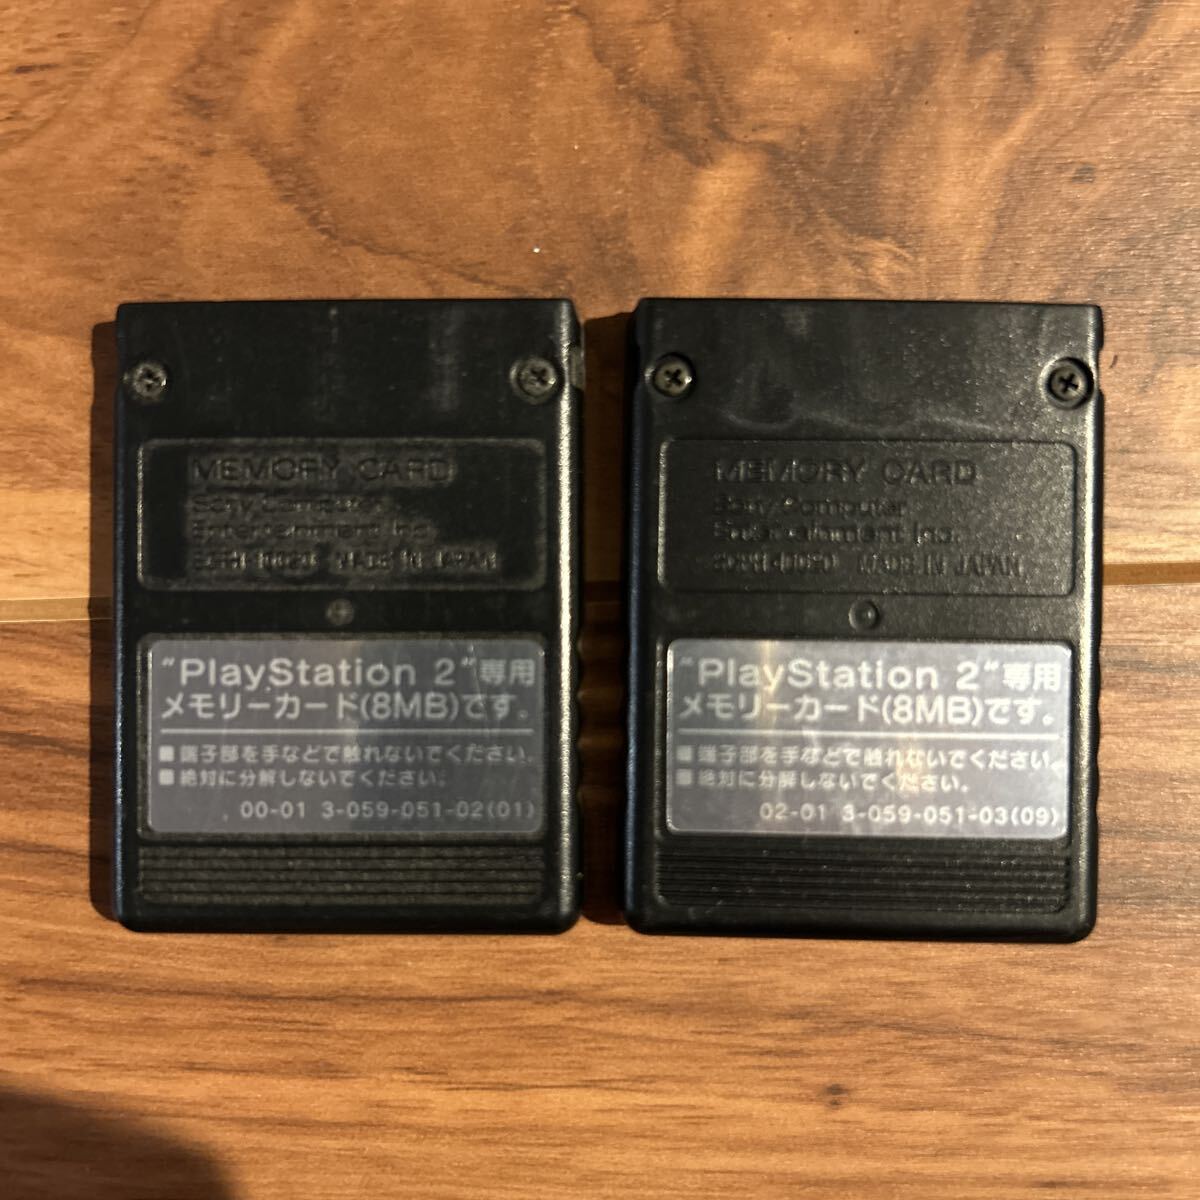 MEMORY CARD
Sony Computer
Entertainment Inc.
SCPH-10020 MADE IN JAPAN
"PlayStation 2"専用
メモリーカード(8MB)です。
■端子部を手などで触れないでください。
■絶対に分解しないでください。
00-01 3-059-051-02(01)
MEMORY CARD
Sony Computer
Entertainment Inc.
SCPH-10020 MADE IN JAPAN
"PlayStation 2"専用
メモリーカード(8MB)です。
■端子部を手などで触れないでください。
■絶対に分解しないでください。
02-01 3-059-051-03(09)